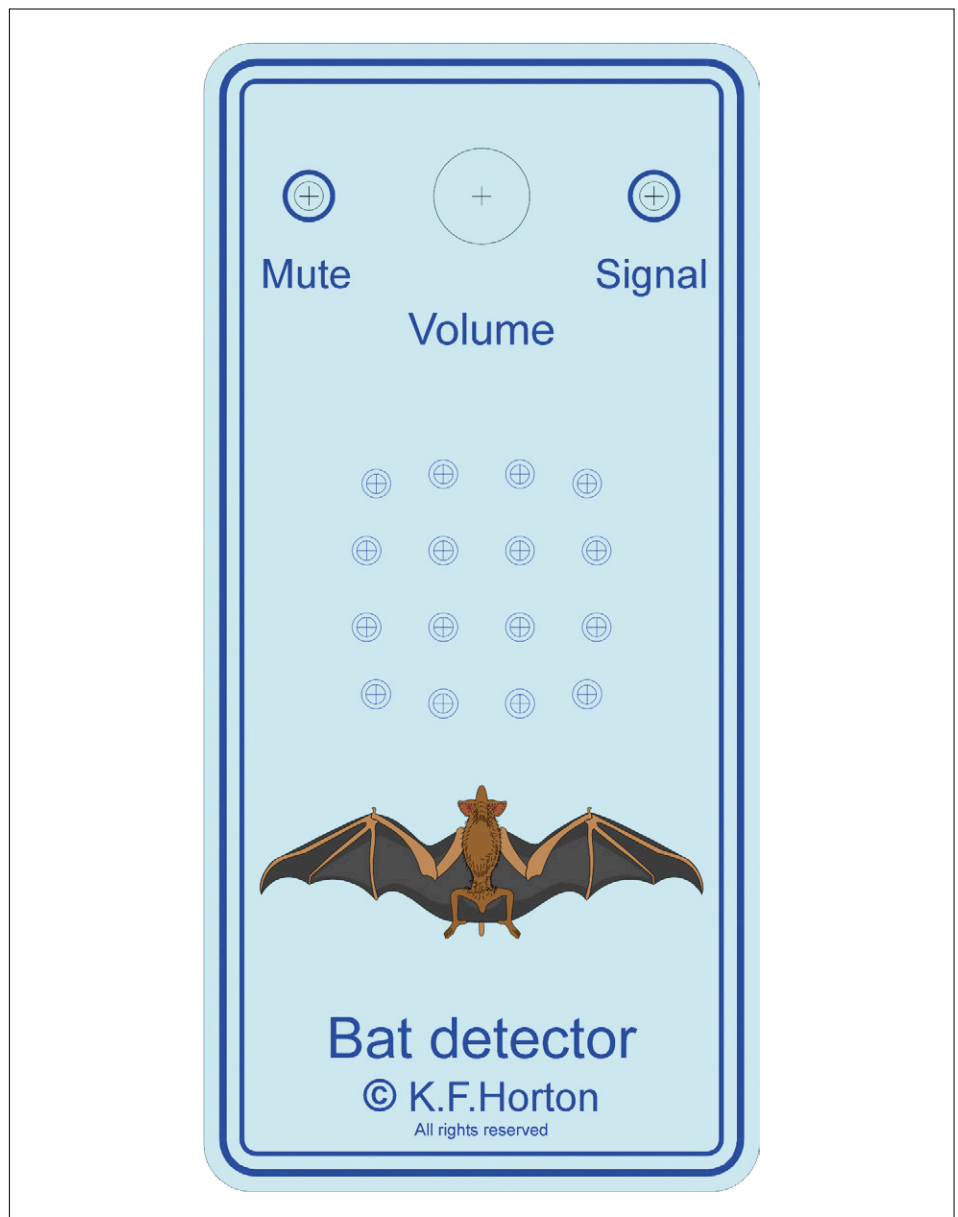 Mute
Signal
Volume
Bat detector
© K.F.Horton
All rights reserved